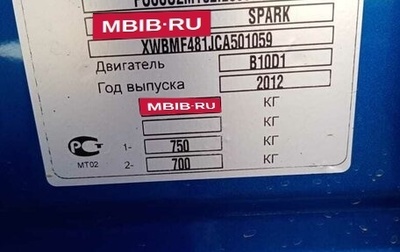 MBIB.RU SPARK
XWBMF481JCA501059
Двигатель B10D1
Год выпуска 2012
MBIB.RU КГ
КГ
1- 750 КГ
МТ02 2- 700 КГ